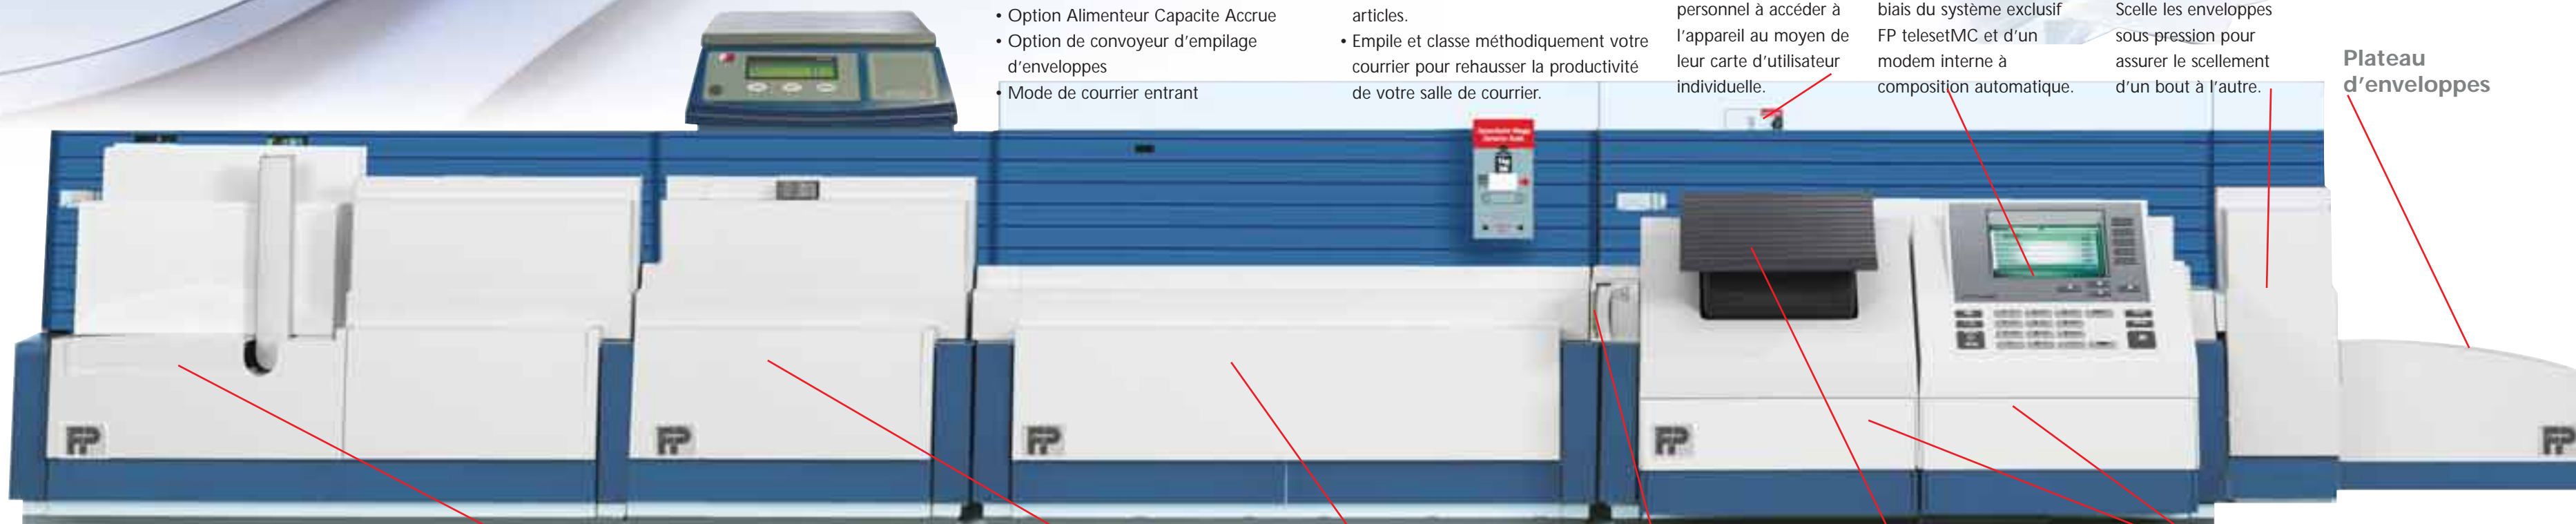 • Option Alimenteur Capacite Accrue
• Option de convoyeur d'empilage
d'enveloppes
• Mode de courrier entrant
articles.
• Empile et classe méthodiquement votre
courrier pour rehausser la productivité
de votre salle de courrier.
personnel à accéder à
l'appareil au moyen de
leur carte d'utilisateur
individuelle.
biais du système exclusif
FP telesetMC et d'un
modem interne à
composition automatique.
Scelle les enveloppes
sous pression pour
assurer le scellement
d'un bout à l'autre.
Plateau
d'enveloppes
FP
FP
FP
FP
FP